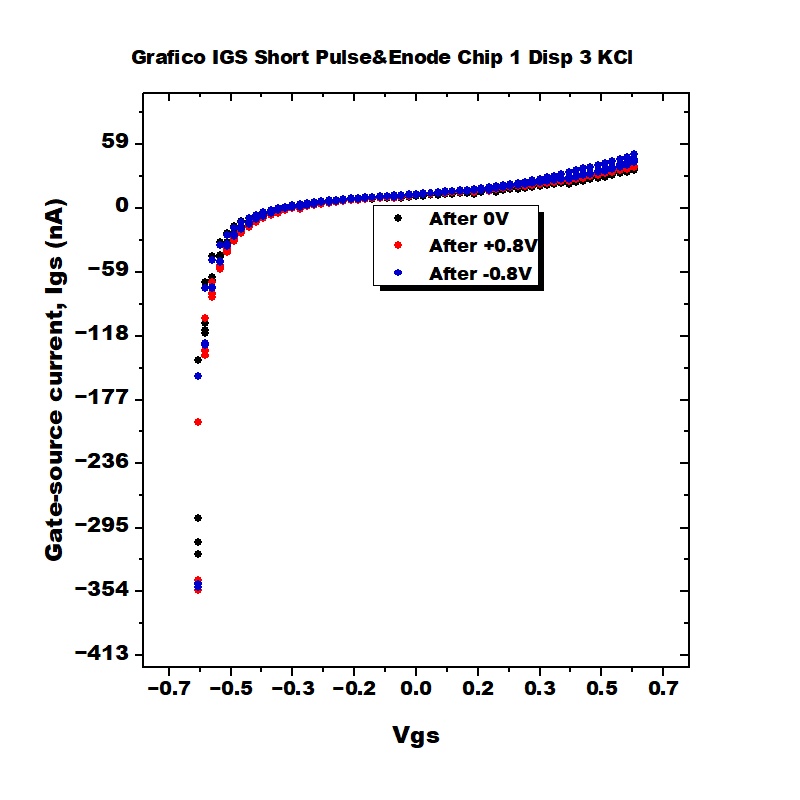 Grafico IGS Short Pulse&Enode Chip 1 Disp 3 KCl
59
0
−59
−118
−177
−236
−295
−354
−413
Gate-source current, Igs (nA)
After 0V
After +0.8V
After -0.8V
−0.7 −0.5 −0.3 −0.2 0.0 0.2 0.3 0.5 0.7
Vgs